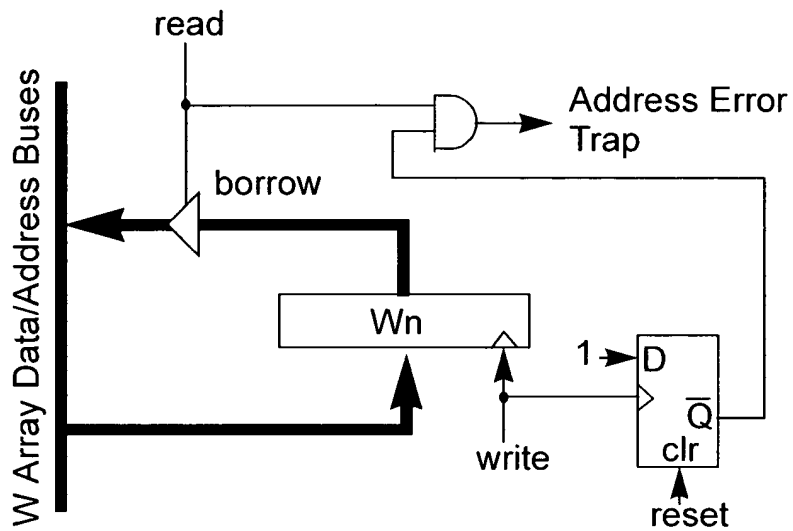 read
Address Error
Trap
borrow
W Array Data/Address Buses
Wn
1
D
Q̅
clr
write
reset